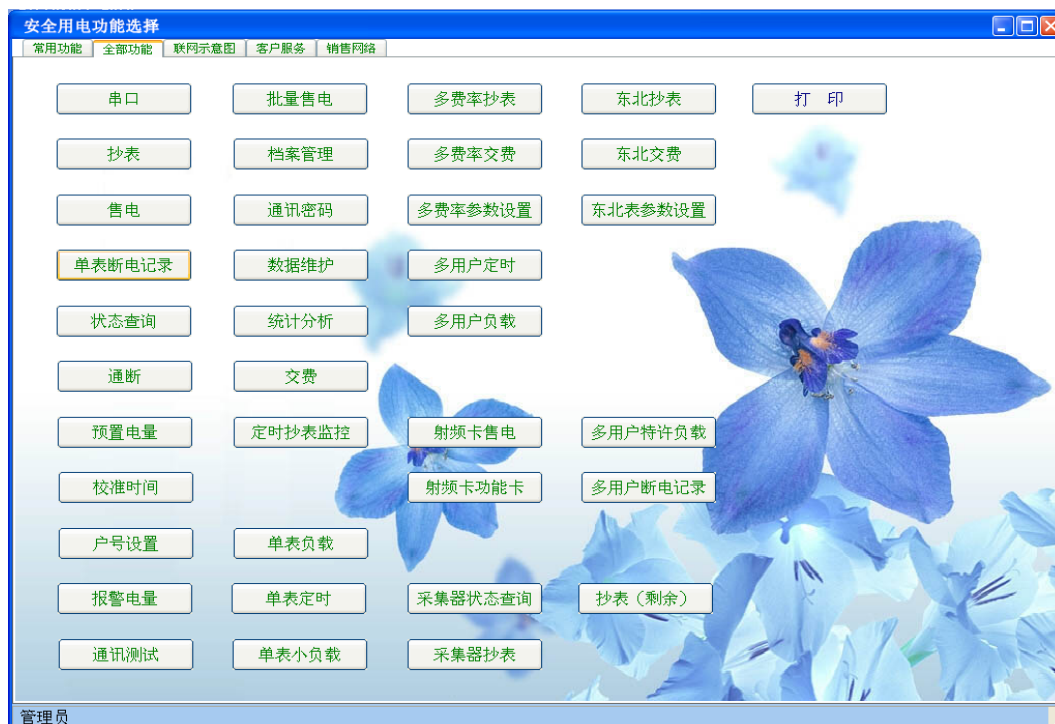 安全用电功能选择
常用功能 全部功能 联网示意图 客户服务 销售网络
串口 批量售电 多费率抄表 东北抄表 打 印
抄表 档案管理 多费率交费 东北交费
售电 通讯密码 多费率参数设置 东北表参数设置
单表断电记录 数据维护 多用户定时
状态查询 统计分析 多用户负载
通断 交费
预置电量 定时抄表监控 射频卡售电 多用户特许负载
校准时间 射频卡功能卡 多用户断电记录
户号设置 单表负载
报警电量 单表定时 采集器状态查询 抄表（剩余）
通讯测试 单表小负载 采集器抄表
管理员